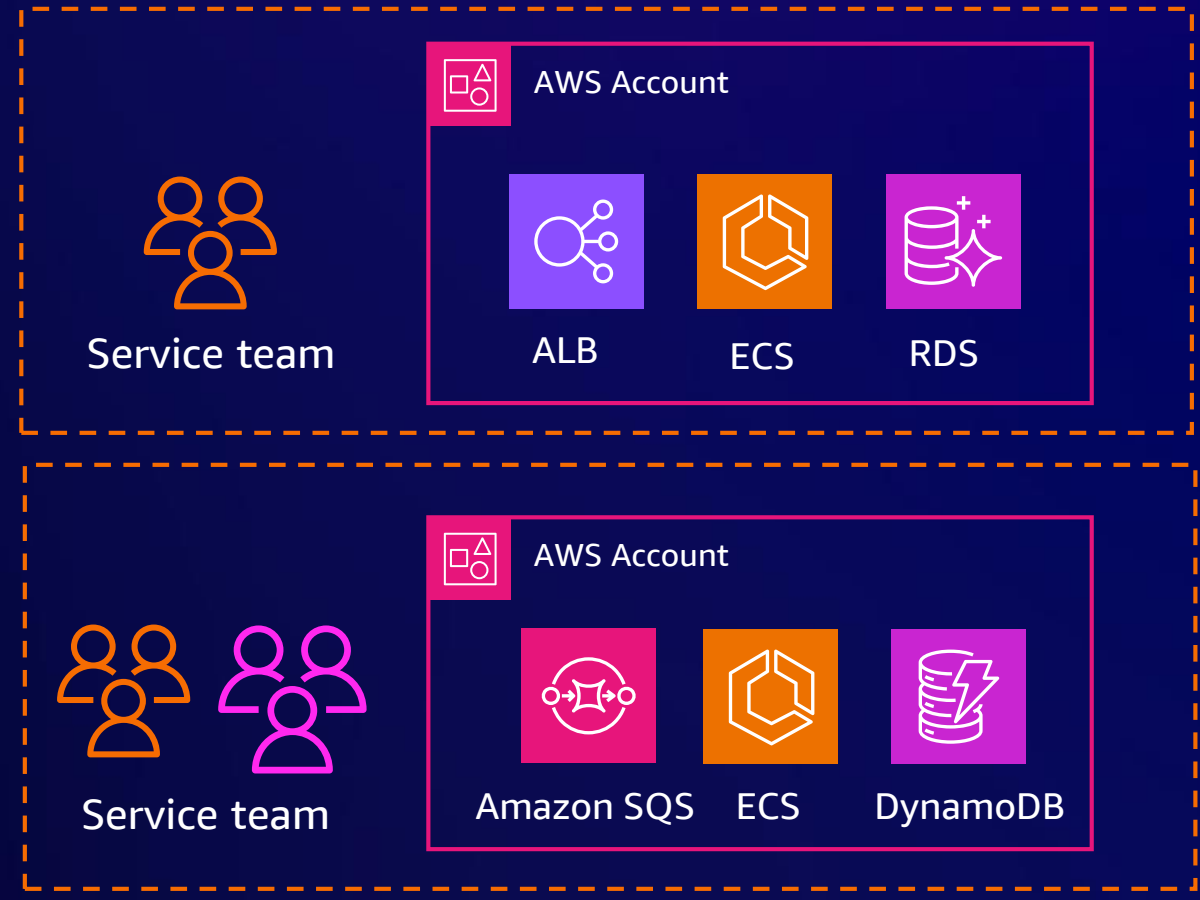 AWS Account
Service team
ALB
ECS
RDS
AWS Account
Service team
Amazon SQS
ECS
DynamoDB